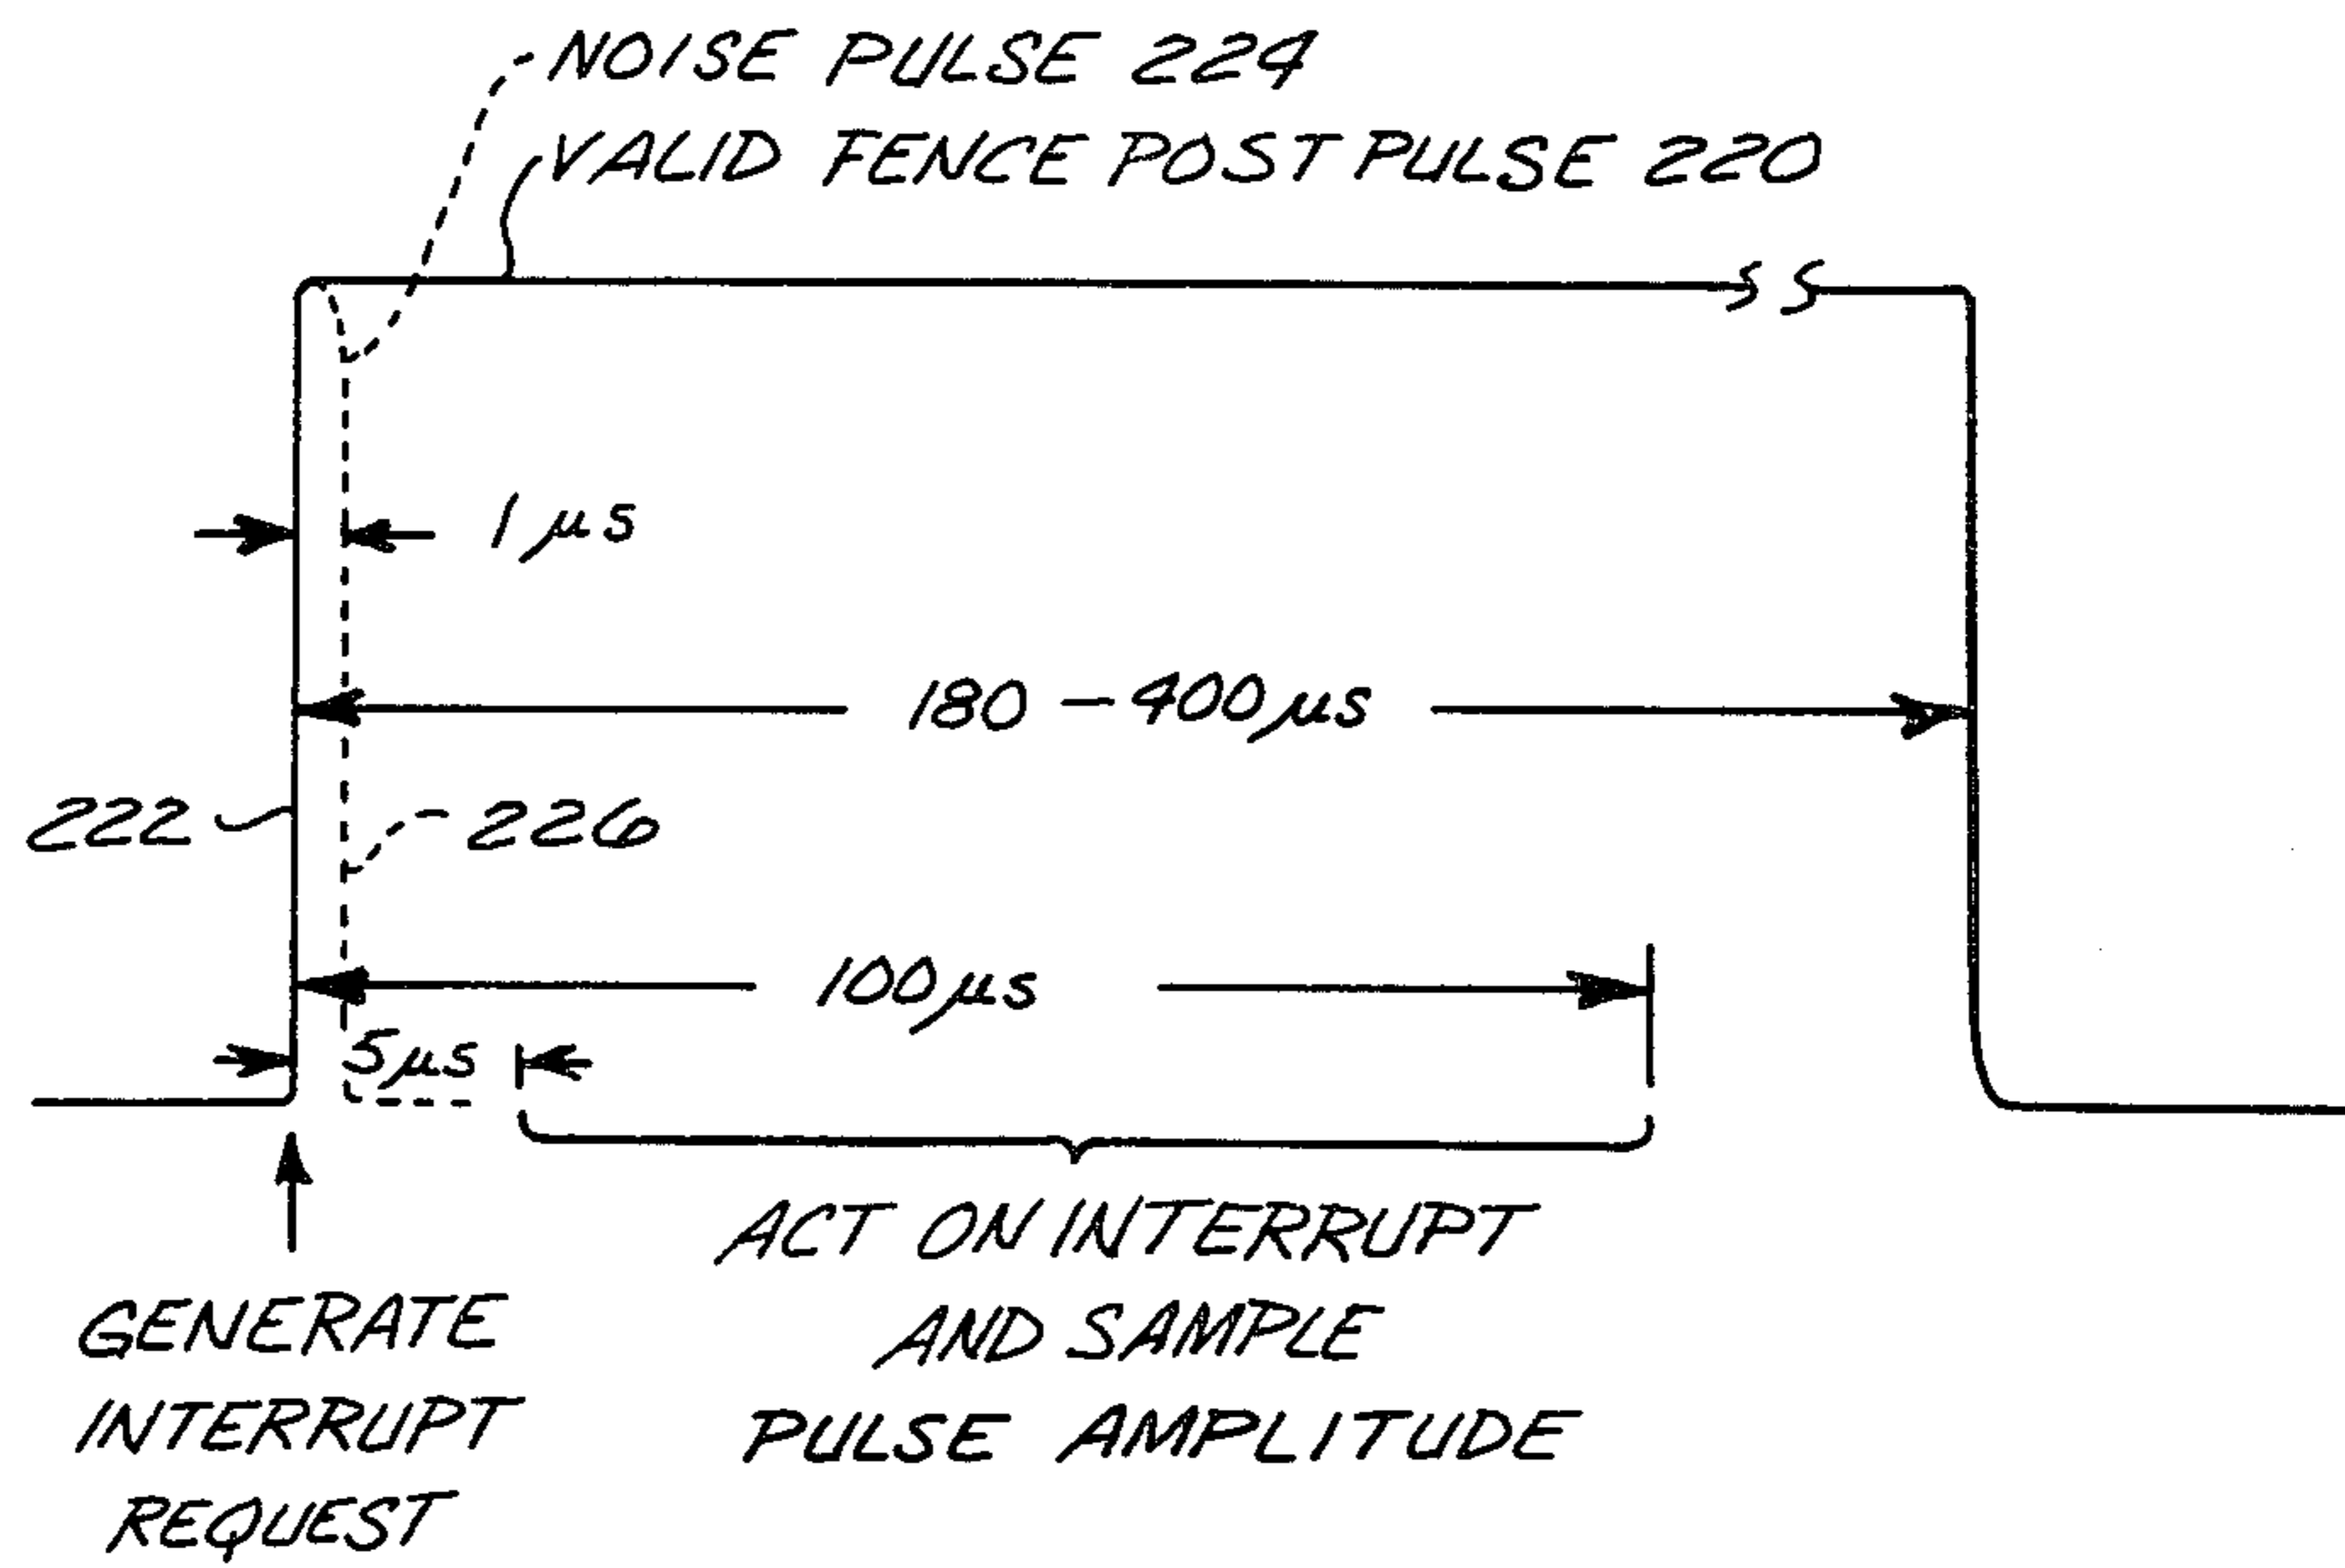 NOISE PULSE 224
VALID FENCE POST PULSE 220
1 µs
180 - 400 µs
222
226
100 µs
5 µs
GENERATE
INTERRUPT
REQUEST
ACT ON INTERRUPT
AND SAMPLE
PULSE AMPLITUDE